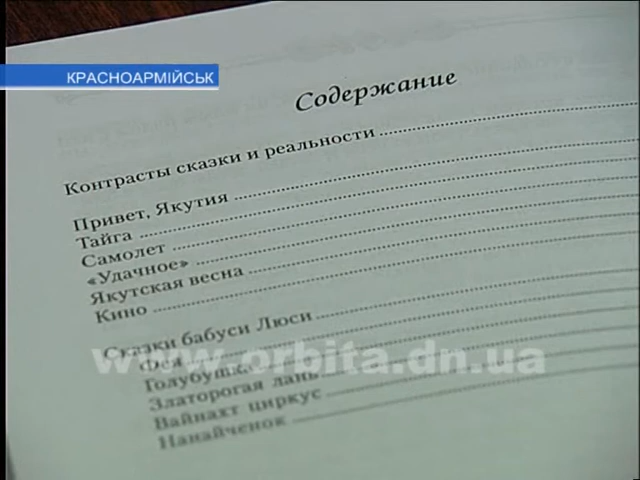 КРАСНОАРМІЙСЬК
Содержание
Контрасты сказки и реальности
Привет, Якутия
Тайга
Самолет
«Удачное»
Якутская весна
Кино
Сказки бабуси Люси
Фея
Голубушка
Златорогая лань
Вайнахт циркус
Нанайченок
www.orbita.dn.ua